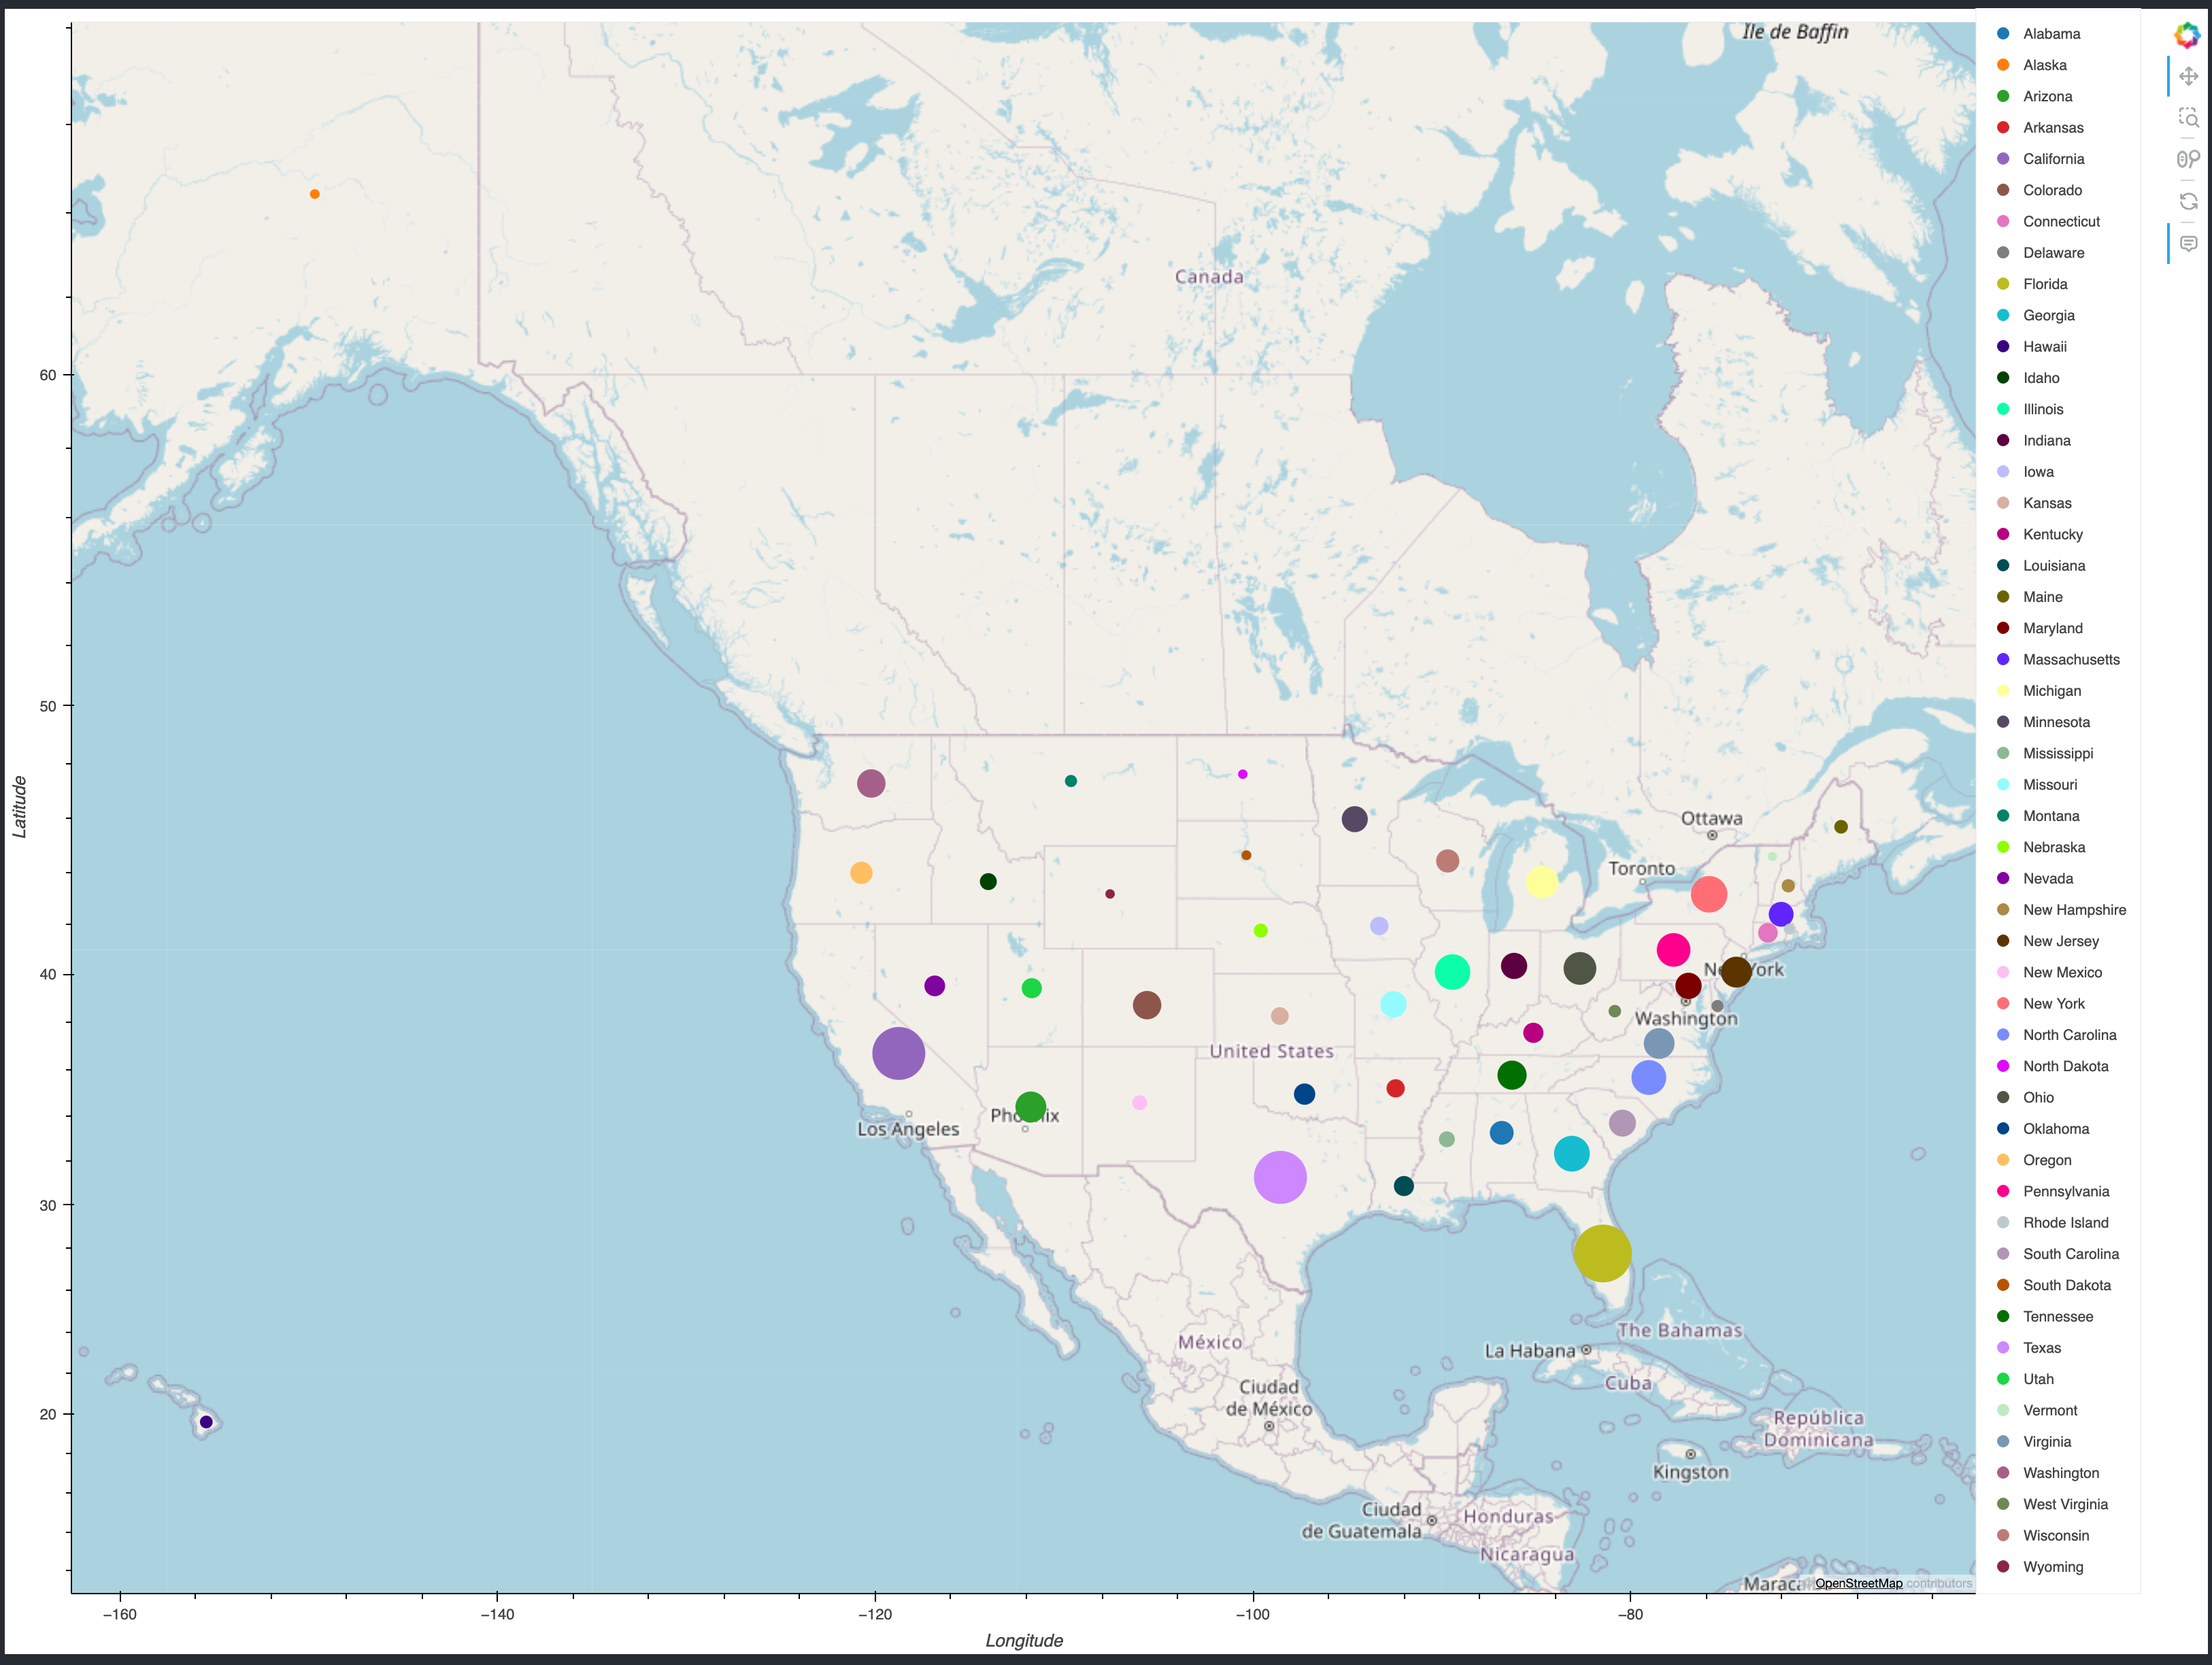 Île de Baffin
Canada
Ottawa
Toronto
New York
Washington
United States
Los Angeles
Phoenix
México
Ciudad
de México
La Habana
The Bahamas
Cuba
República
Dominicana
Kingston
Ciudad
de Guatemala
Honduras
Nicaragua
OpenStreetMap contributors
60
50
40
30
20
Latitude
−160
−140
−120
−100
−80
Longitude
Alabama
Alaska
Arizona
Arkansas
California
Colorado
Connecticut
Delaware
Florida
Georgia
Hawaii
Idaho
Illinois
Indiana
Iowa
Kansas
Kentucky
Louisiana
Maine
Maryland
Massachusetts
Michigan
Minnesota
Mississippi
Missouri
Montana
Nebraska
Nevada
New Hampshire
New Jersey
New Mexico
New York
North Carolina
North Dakota
Ohio
Oklahoma
Oregon
Pennsylvania
Rhode Island
South Carolina
South Dakota
Tennessee
Texas
Utah
Vermont
Virginia
Washington
West Virginia
Wisconsin
Wyoming